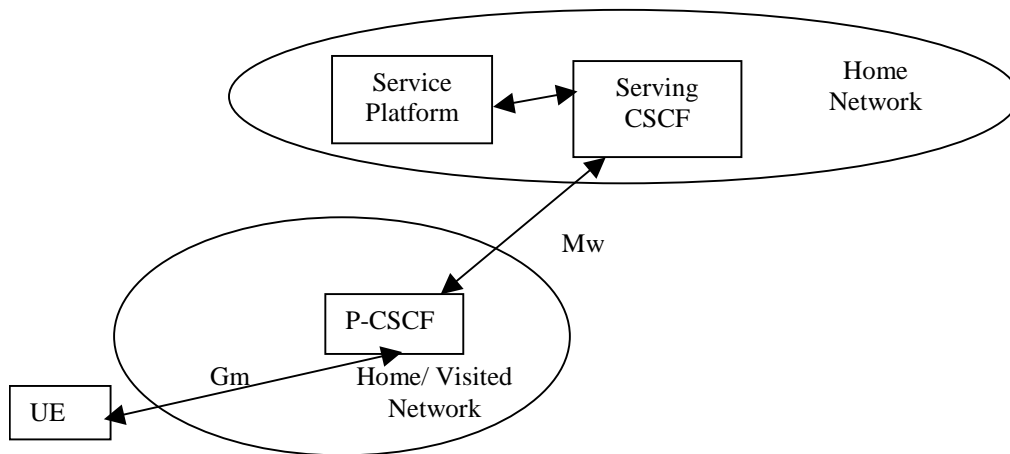 Service
Platform
Serving
CSCF
Home
Network
Mw
P-CSCF
Gm
Home/ Visited
Network
UE